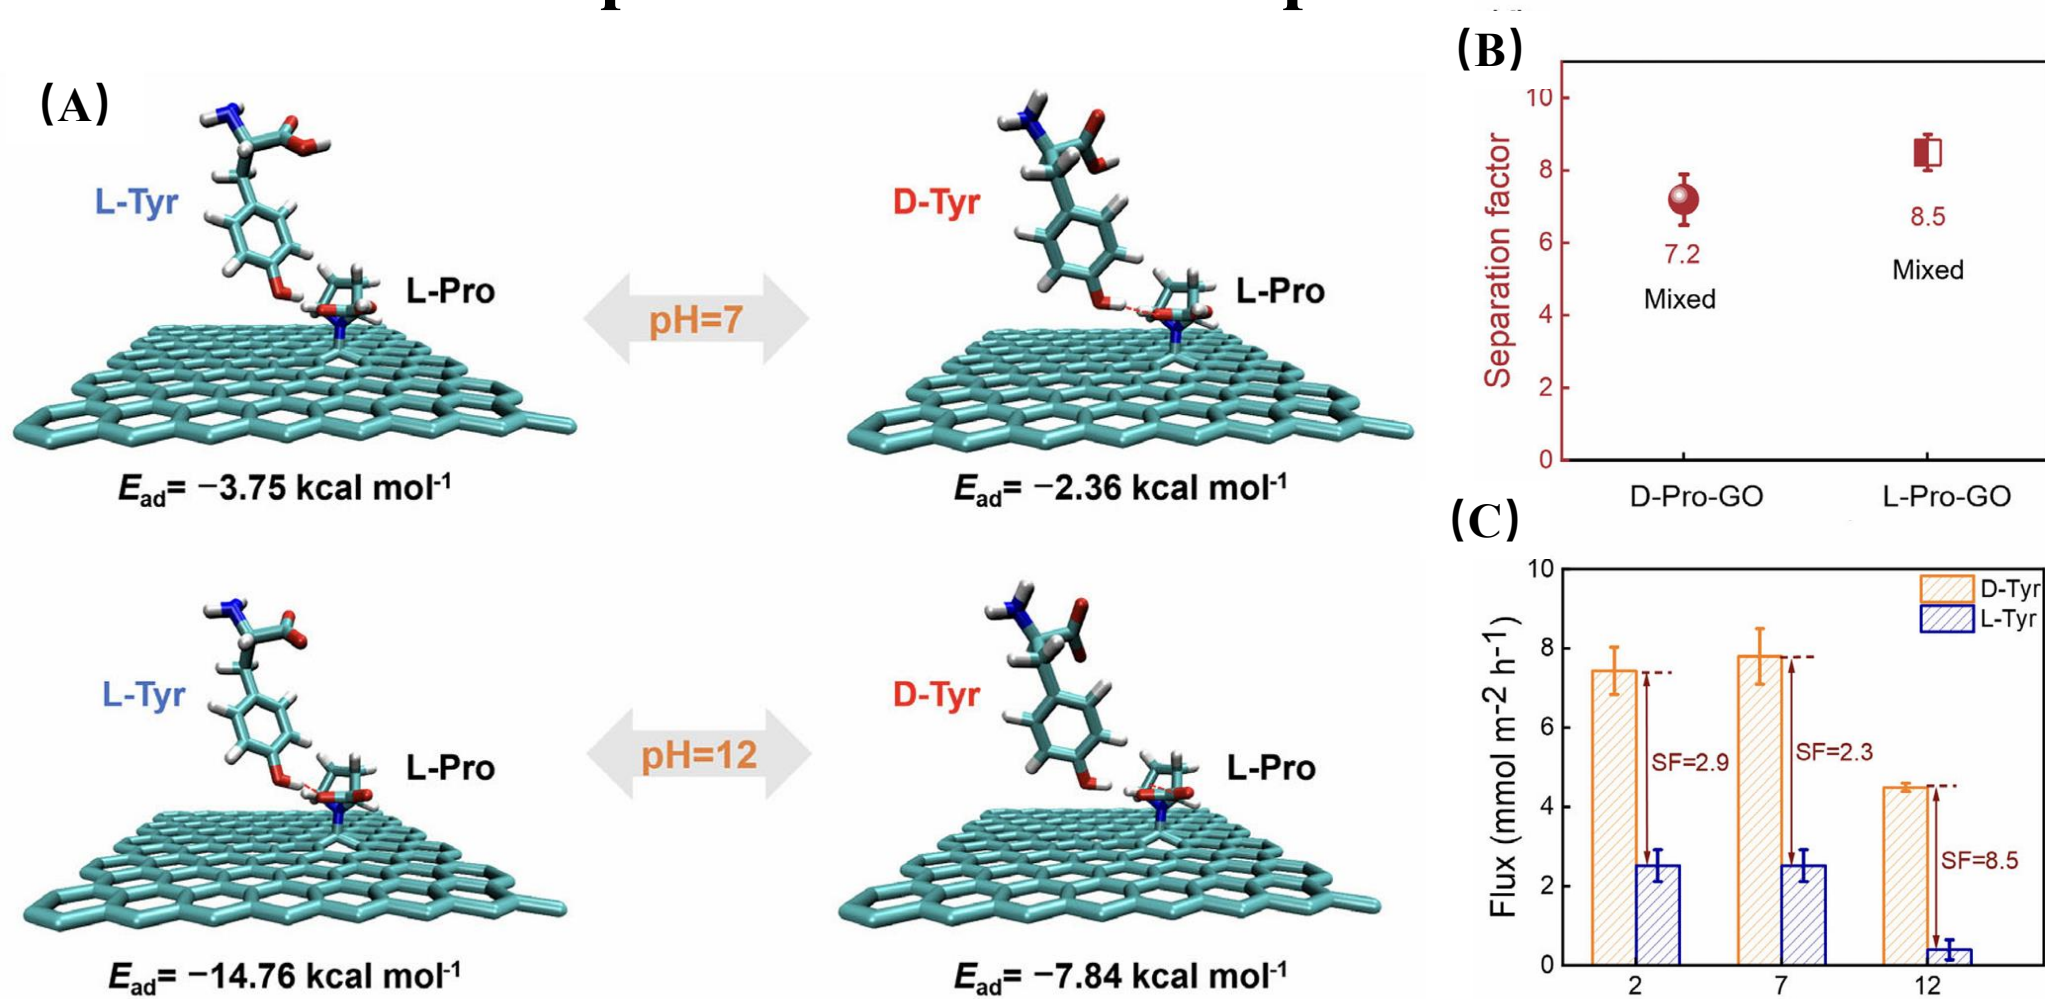 (A)
L-Tyr
L-Pro
pH=7
D-Tyr
L-Pro
Ead= −3.75 kcal mol-1
Ead= −2.36 kcal mol-1
L-Tyr
L-Pro
pH=12
D-Tyr
L-Pro
Ead= −14.76 kcal mol-1
Ead= −7.84 kcal mol-1
(B)
Separation factor
10
8
6
4
2
0
7.2
Mixed
8.5
Mixed
D-Pro-GO
L-Pro-GO
(C)
Flux (mmol m-2 h-1)
10
8
6
4
2
0
D-Tyr
L-Tyr
SF=2.9
SF=2.3
SF=8.5
2
7
12